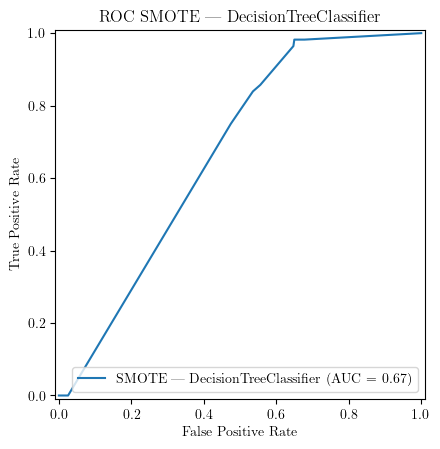 ROC SMOTE — DecisionTreeClassifier
1.0
0.8
0.6
0.4
0.2
0.0
True Positive Rate
SMOTE — DecisionTreeClassifier (AUC = 0.67)
0.0 0.2 0.4 0.6 0.8 1.0
False Positive Rate